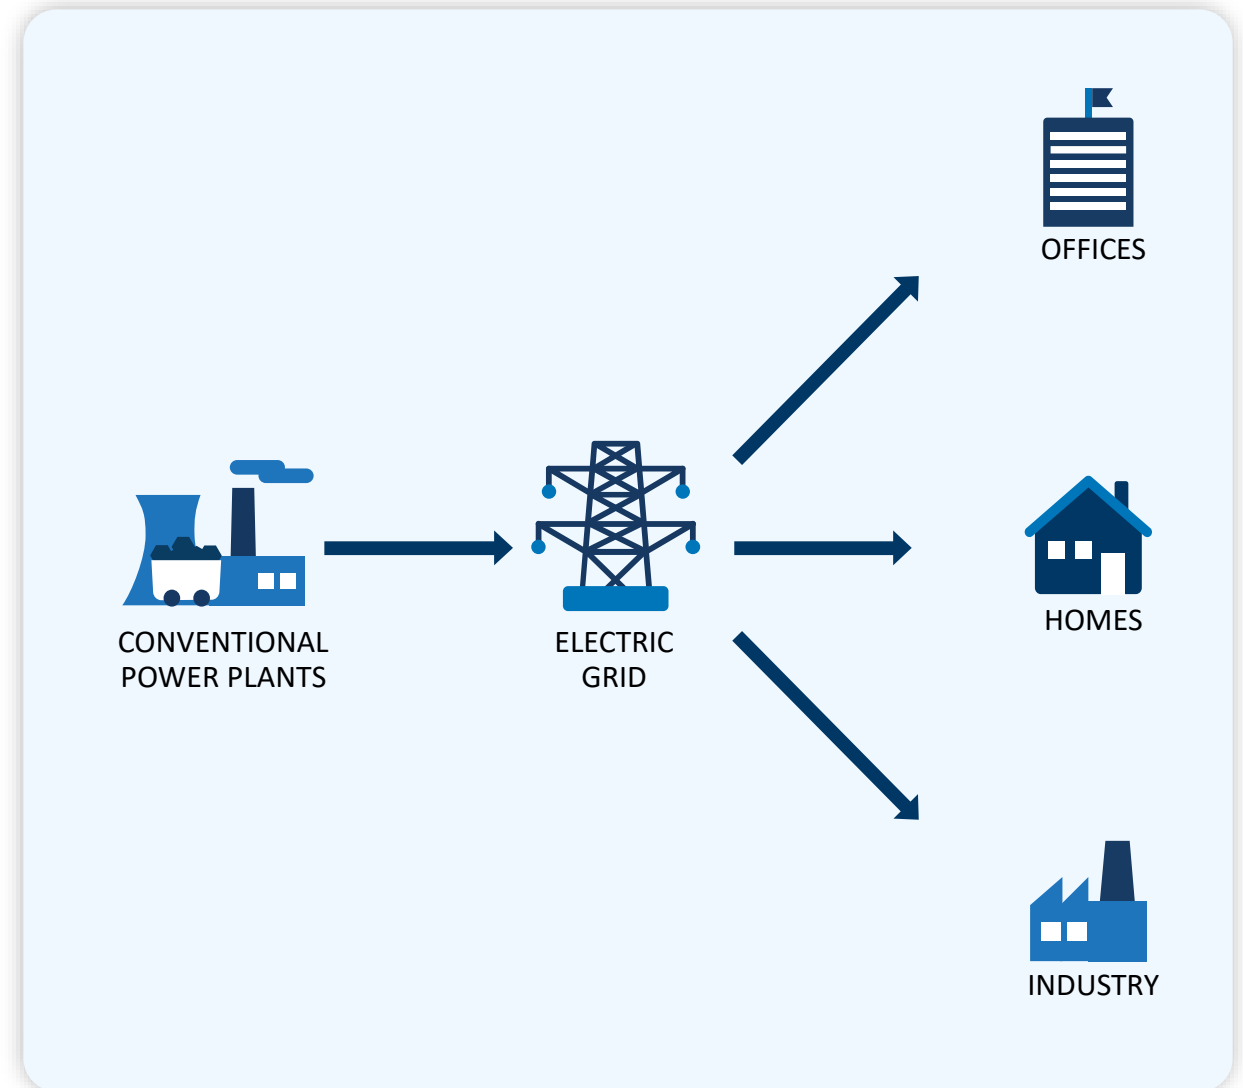 OFFICES
CONVENTIONAL
POWER PLANTS
ELECTRIC
GRID
HOMES
INDUSTRY